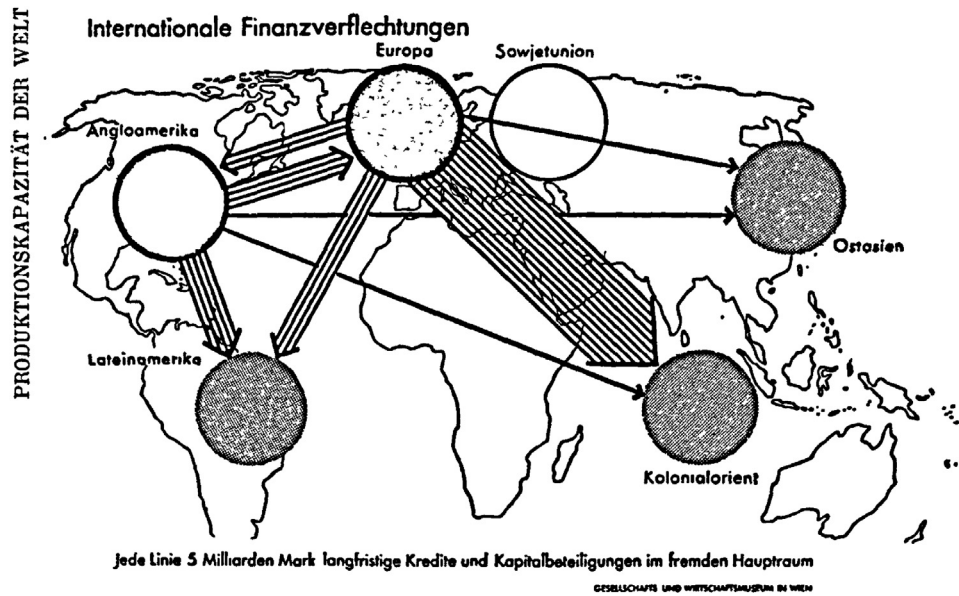 PRODUKTIONSKAPAZITÄT DER WELT
Internationale Finanzverflechtungen
Europa
Sowjetunion
Angloamerika
Ostasien
Lateinamerika
Kolonialorient
Jede Linie 5 Milliarden Mark langfristige Kredite und Kapitalbeteiligungen im fremden Hauptraum
GESELLSCHAFTS UND WIRTSCHAFTSMUSEUM IN WIEN